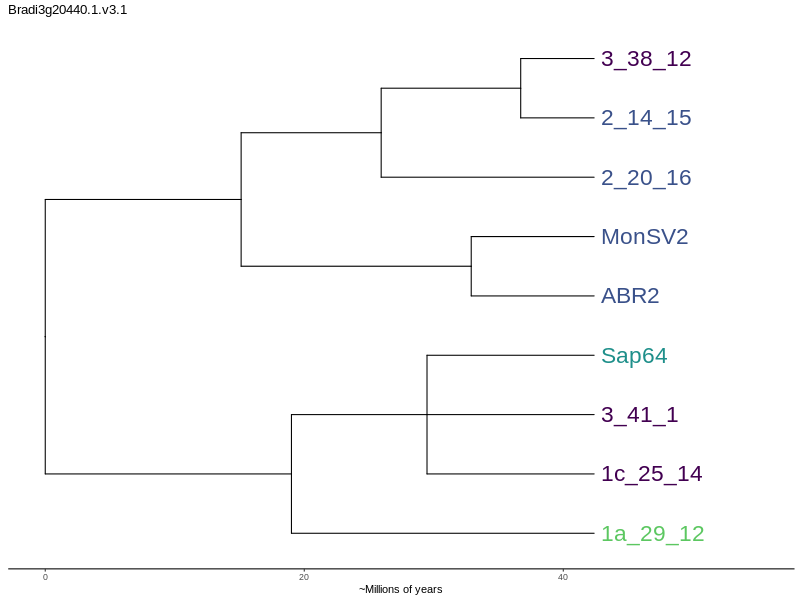 Bradi3g20440.1.v3.1
3_38_12
2_14_15
2_20_16
MonSV2
ABR2
Sap64
3_41_1
1c_25_14
1a_29_12
0 20 40
~Millions of years